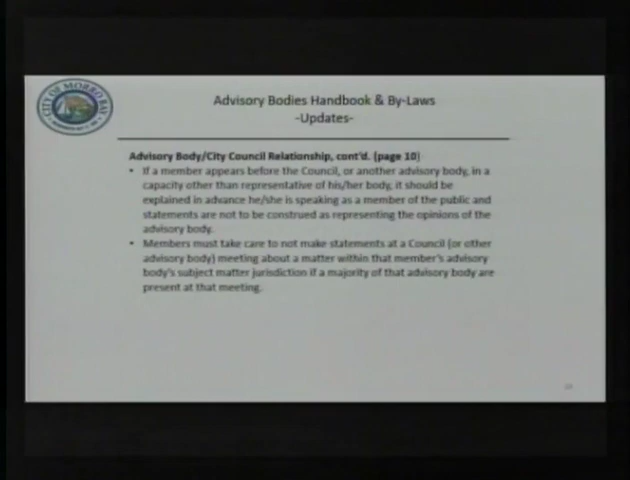 CITY OF MORRO BAY
Advisory Bodies Handbook & By-Laws
-Updates-
Advisory Body/City Council Relationship, cont'd. (page 10)
• If a member appears before the Council, or another advisory body, in a
capacity other than representative of his/her body, it should be
explained in advance he/she is speaking as a member of the public and
statements are not to be construed as representing the opinions of the
advisory body.
• Members must take care to not make statements at a Council (or other
advisory body) meeting about a matter within that member's advisory
body's subject matter jurisdiction if a majority of that advisory body are
present at that meeting.